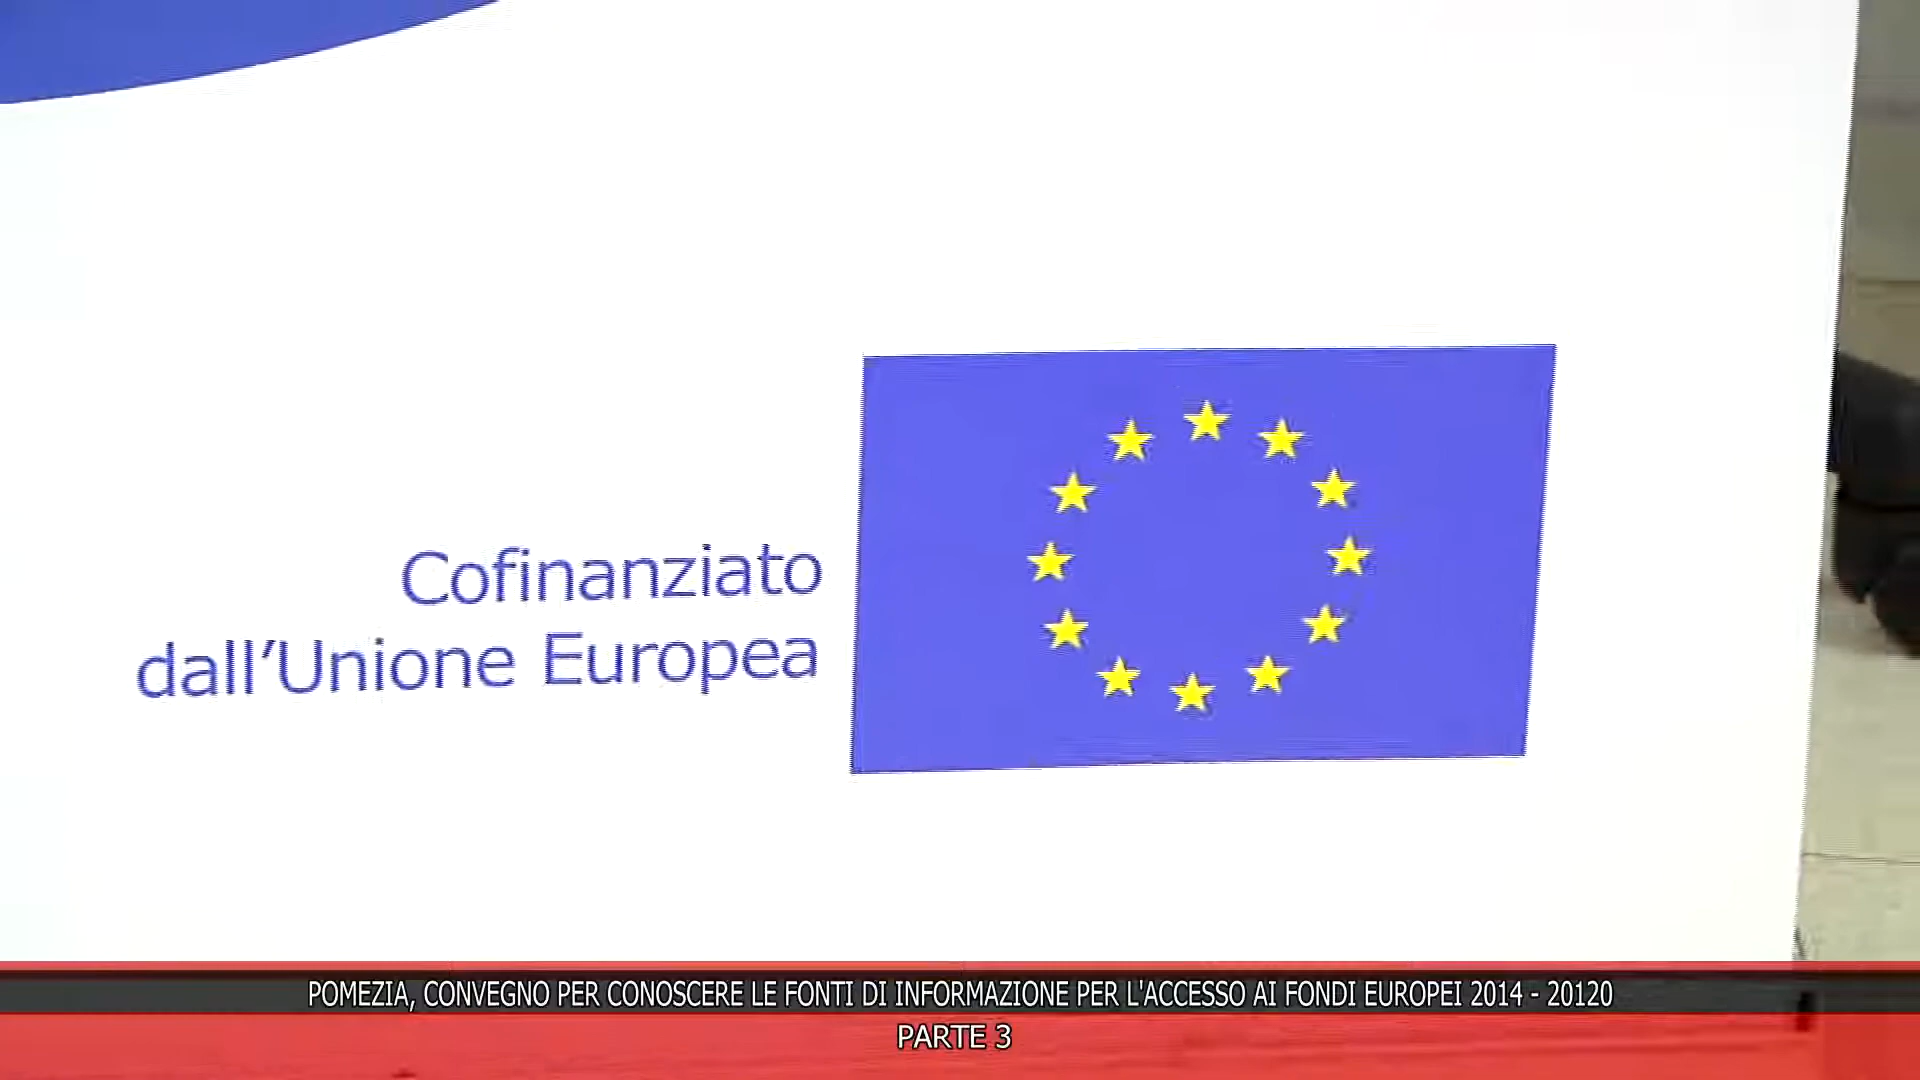 Cofinanziato
dall'Unione Europea
POMEZIA, CONVEGNO PER CONOSCERE LE FONTI DI INFORMAZIONE PER L'ACCESSO AI FONDI EUROPEI 2014 - 20120
PARTE 3